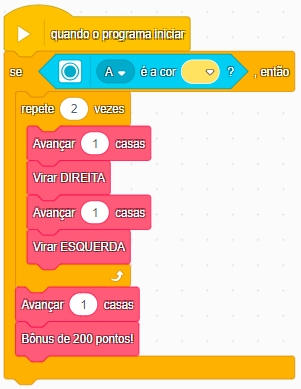 quando o programa iniciar
se A é a cor ? , então
repete 2 vezes
Avançar 1 casas
Virar DIREITA
Avançar 1 casas
Virar ESQUERDA
Avançar 1 casas
Bônus de 200 pontos!